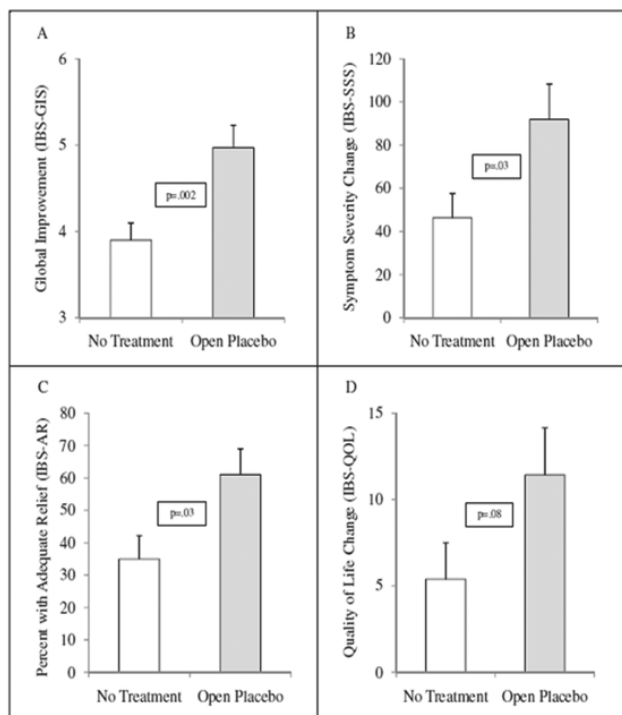 A
Global Improvement (IBS-GIS)
6
5
4
3
p=.002
No Treatment Open Placebo
B
Symptom Severity Change (IBS-SSS)
120
100
80
60
40
20
0
p=.03
No Treatment Open Placebo
C
Percent with Adequate Relief (IBS-AR)
80
70
60
50
40
30
20
10
0
p=.03
No Treatment Open Placebo
D
Quality of Life Change (IBS-QOL)
15
10
5
0
p=.08
No Treatment Open Placebo